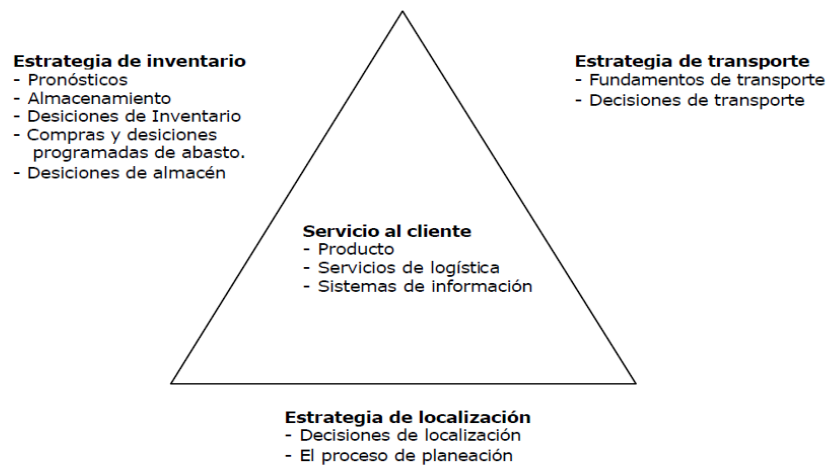 Estrategia de inventario
- Pronósticos
- Almacenamiento
- Desiciones de Inventario
- Compras y desiciones
programadas de abasto.
- Desiciones de almacén
Estrategia de transporte
- Fundamentos de transporte
- Decisiones de transporte
Servicio al cliente
- Producto
- Servicios de logística
- Sistemas de información
Estrategia de localización
- Decisiones de localización
- El proceso de planeación